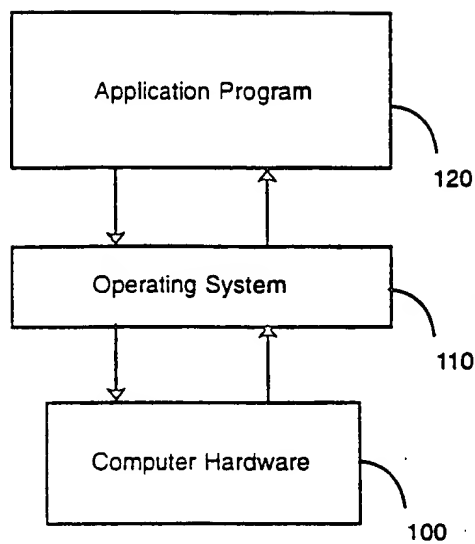 Application Program
120
Operating System
110
Computer Hardware
100